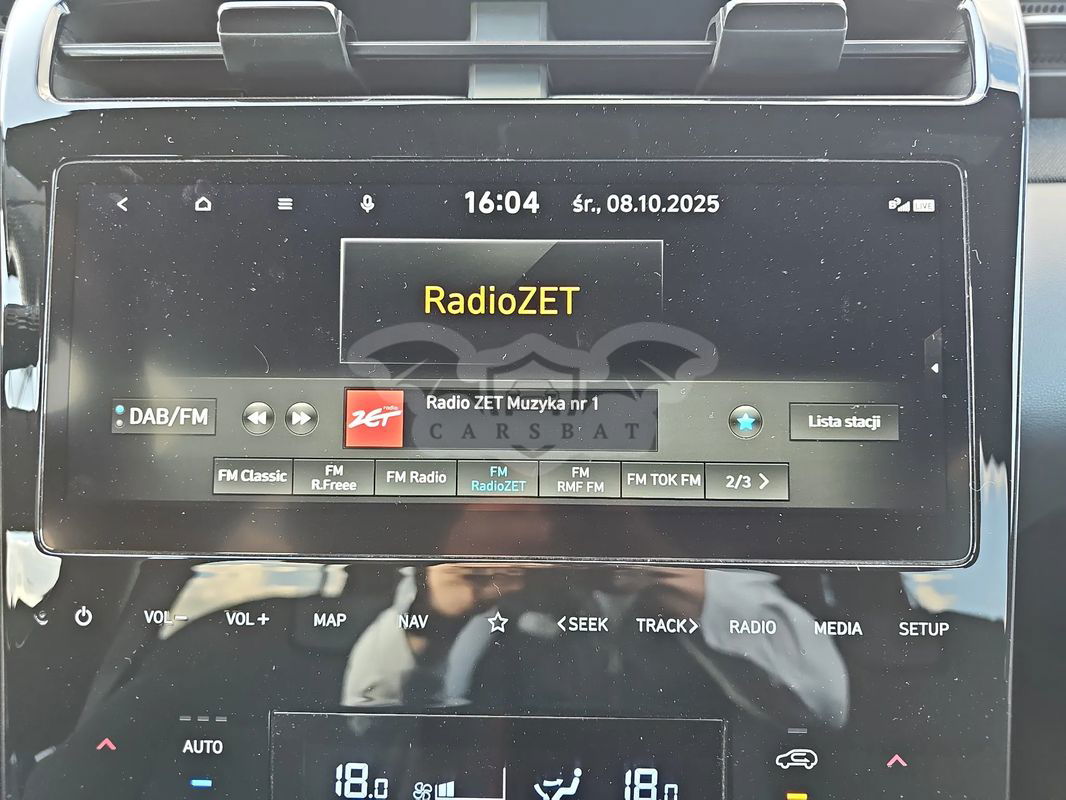 16:04 śr., 08.10.2025 LIVE
RadioZET
DAB/FM
radio
ZET
Radio ZET Muzyka nr 1
CARSBAT
Lista stacji
FM Classic
FM
R.Freee
FM Radio
FM
RadioZET
FM
RMF FM
FM TOK FM
2/3 >
VOL− VOL+ MAP NAV <SEEK TRACK> RADIO MEDIA SETUP
AUTO
18.0 18.0